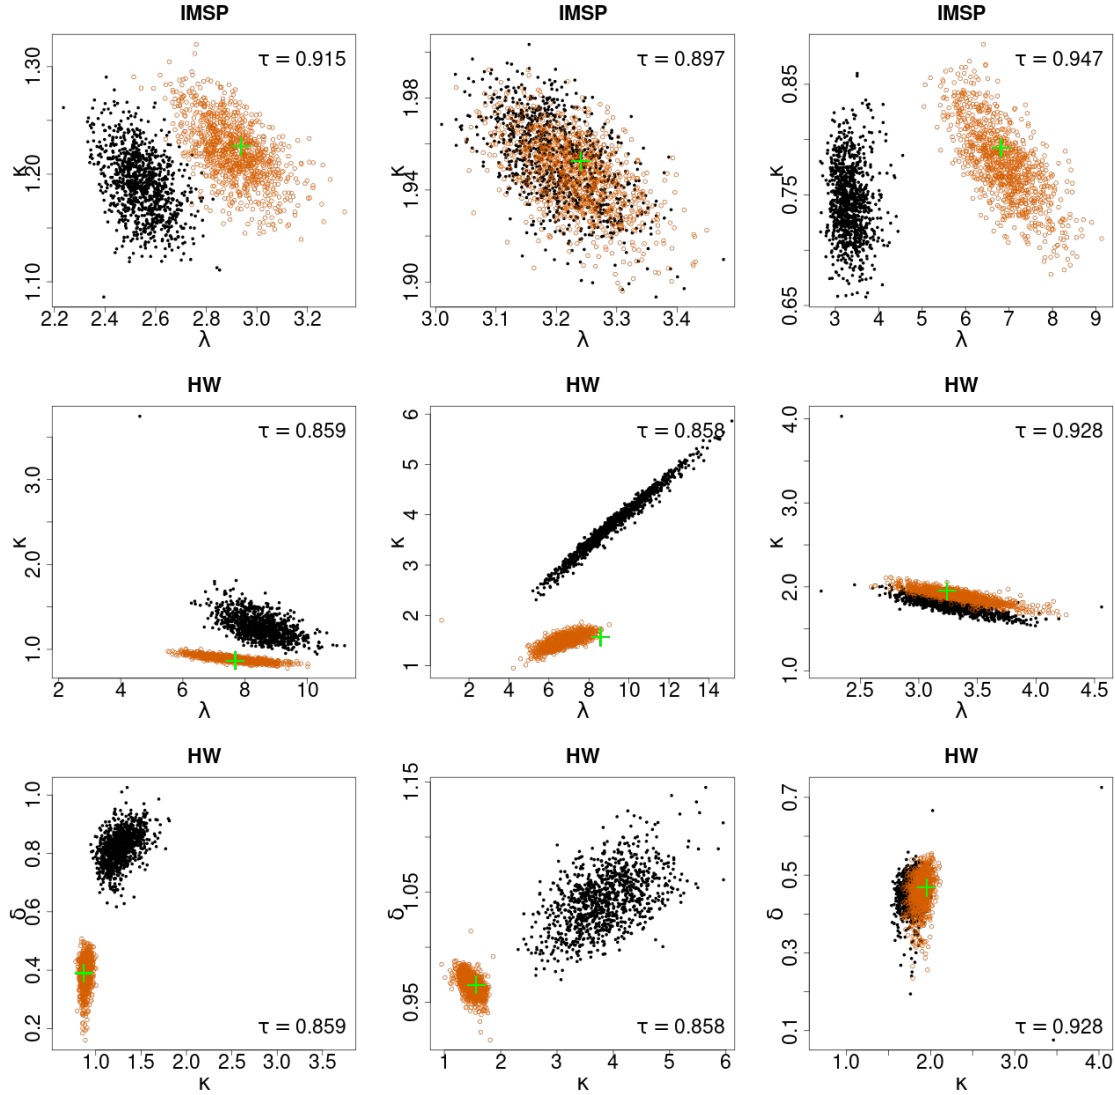 IMSP
IMSP
IMSP
τ = 0.915
τ = 0.897
τ = 0.947
κ
1.10
1.20
1.30
2.2 2.4 2.6 2.8 3.0 3.2
λ
κ
1.90
1.94
1.98
3.0 3.1 3.2 3.3 3.4
λ
κ
0.65
0.75
0.85
3 4 5 6 7 8 9
λ
HW
HW
HW
τ = 0.859
τ = 0.858
τ = 0.928
κ
1.0
2.0
3.0
2 4 6 8 10
λ
κ
1
2
3
4
5
6
2 4 6 8 10 12 14
λ
κ
1.0
2.0
3.0
4.0
2.5 3.0 3.5 4.0 4.5
λ
HW
HW
HW
δ
0.2
0.4
0.6
0.8
1.0
τ = 0.859
1.0 1.5 2.0 2.5 3.0 3.5
κ
δ
0.95
1.05
1.15
τ = 0.858
1 2 3 4 5 6
κ
δ
0.1
0.3
0.5
0.7
τ = 0.928
1.0 2.0 3.0 4.0
κ